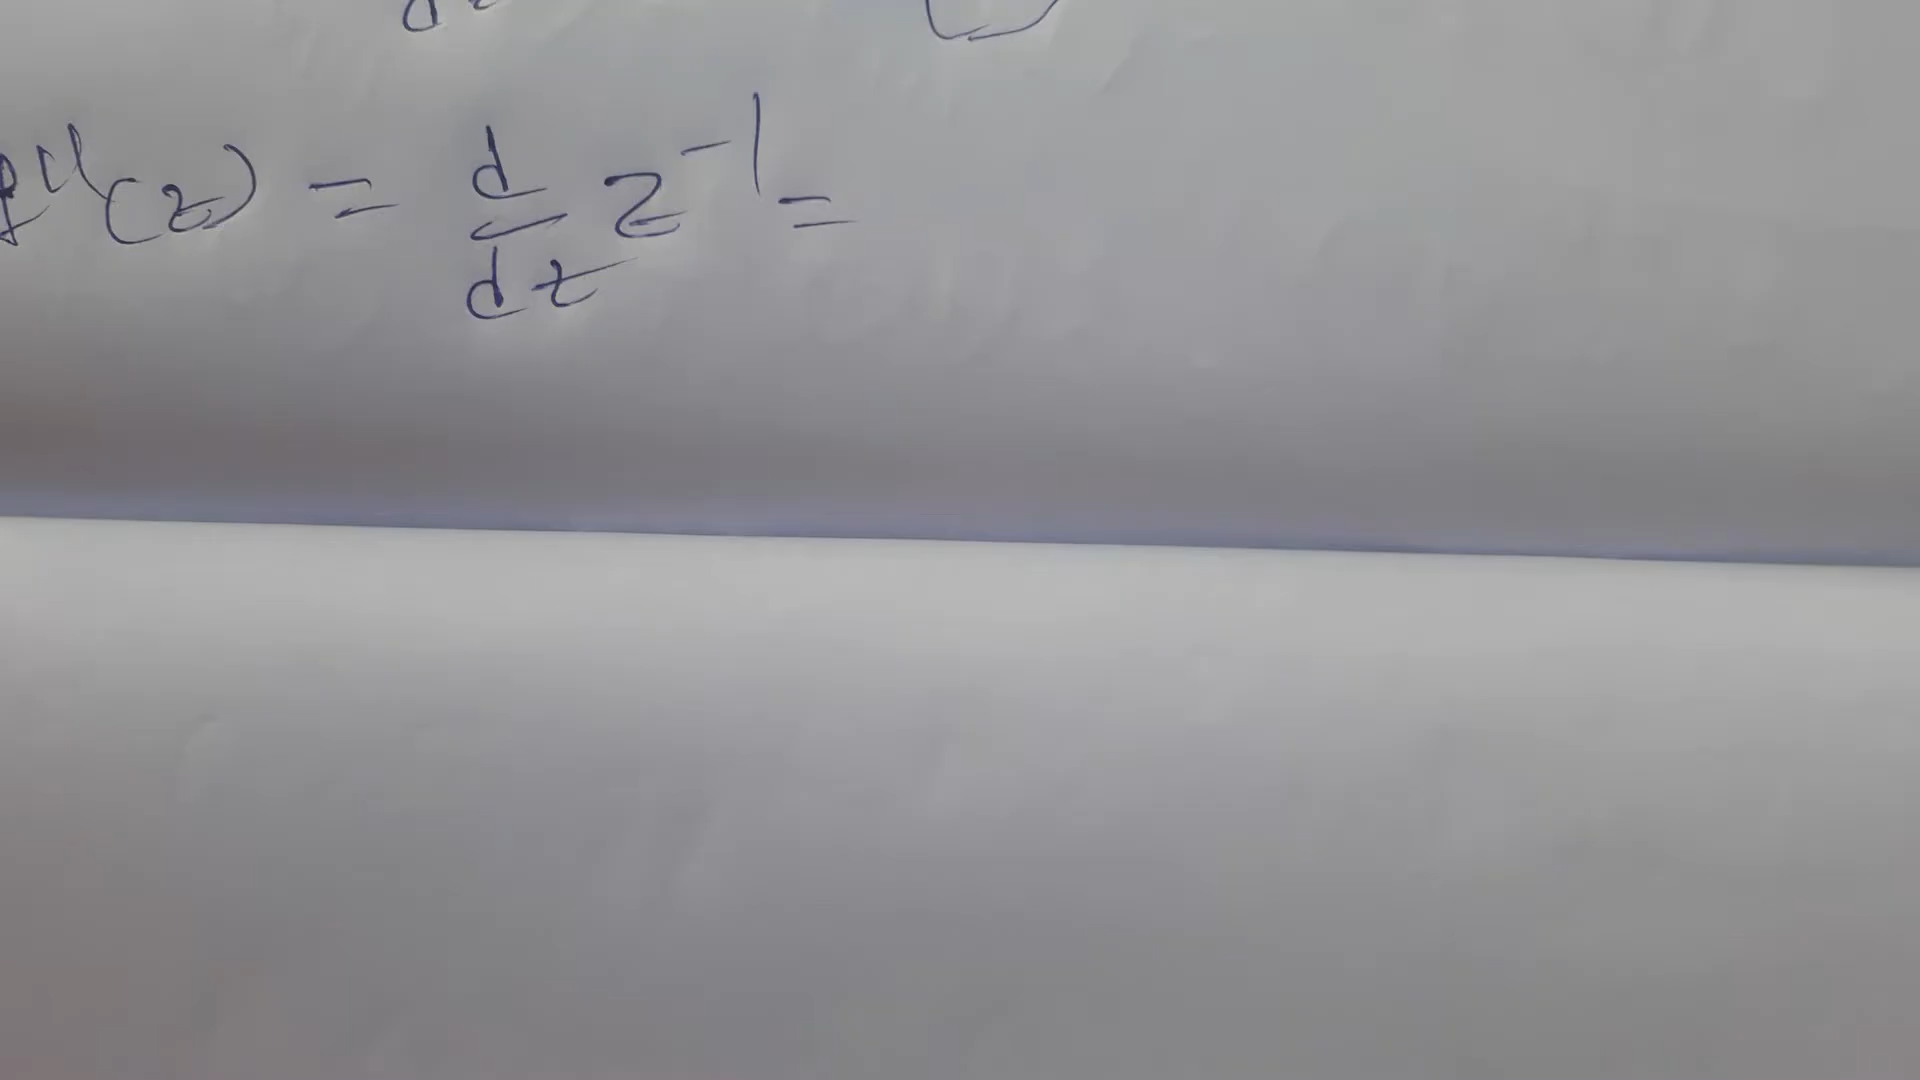 f''(z) = d/dz z^-1 =